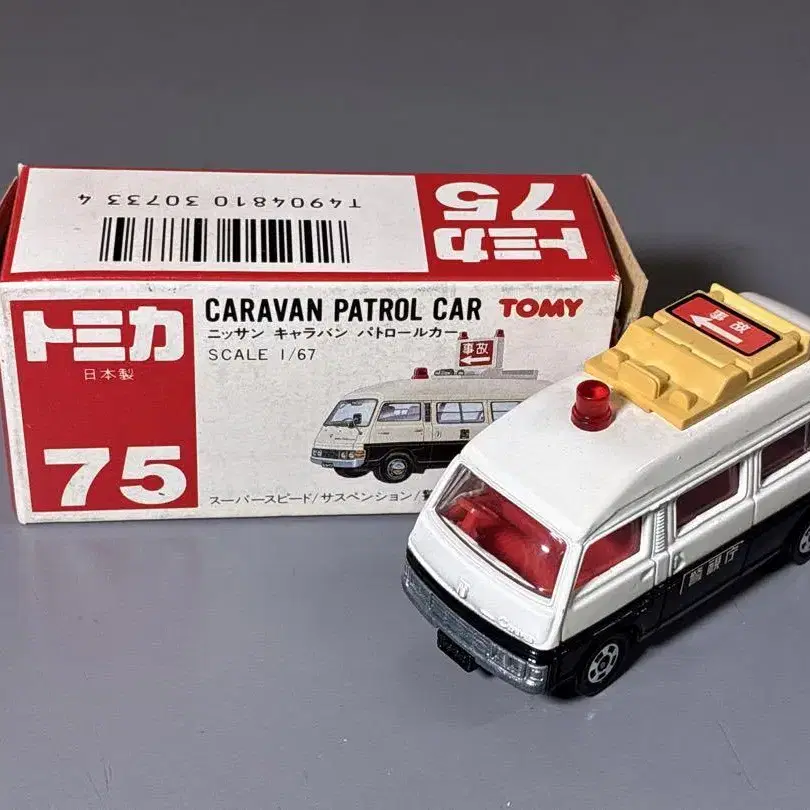 T4904810 30733 4
トミカ
75
トミカ
日本製
75
CARAVAN PATROL CAR TOMY
ニッサン キャラバン パトロールカー
SCALE 1/67
事故
スーパースピード/サスペンション/
事故
警視庁